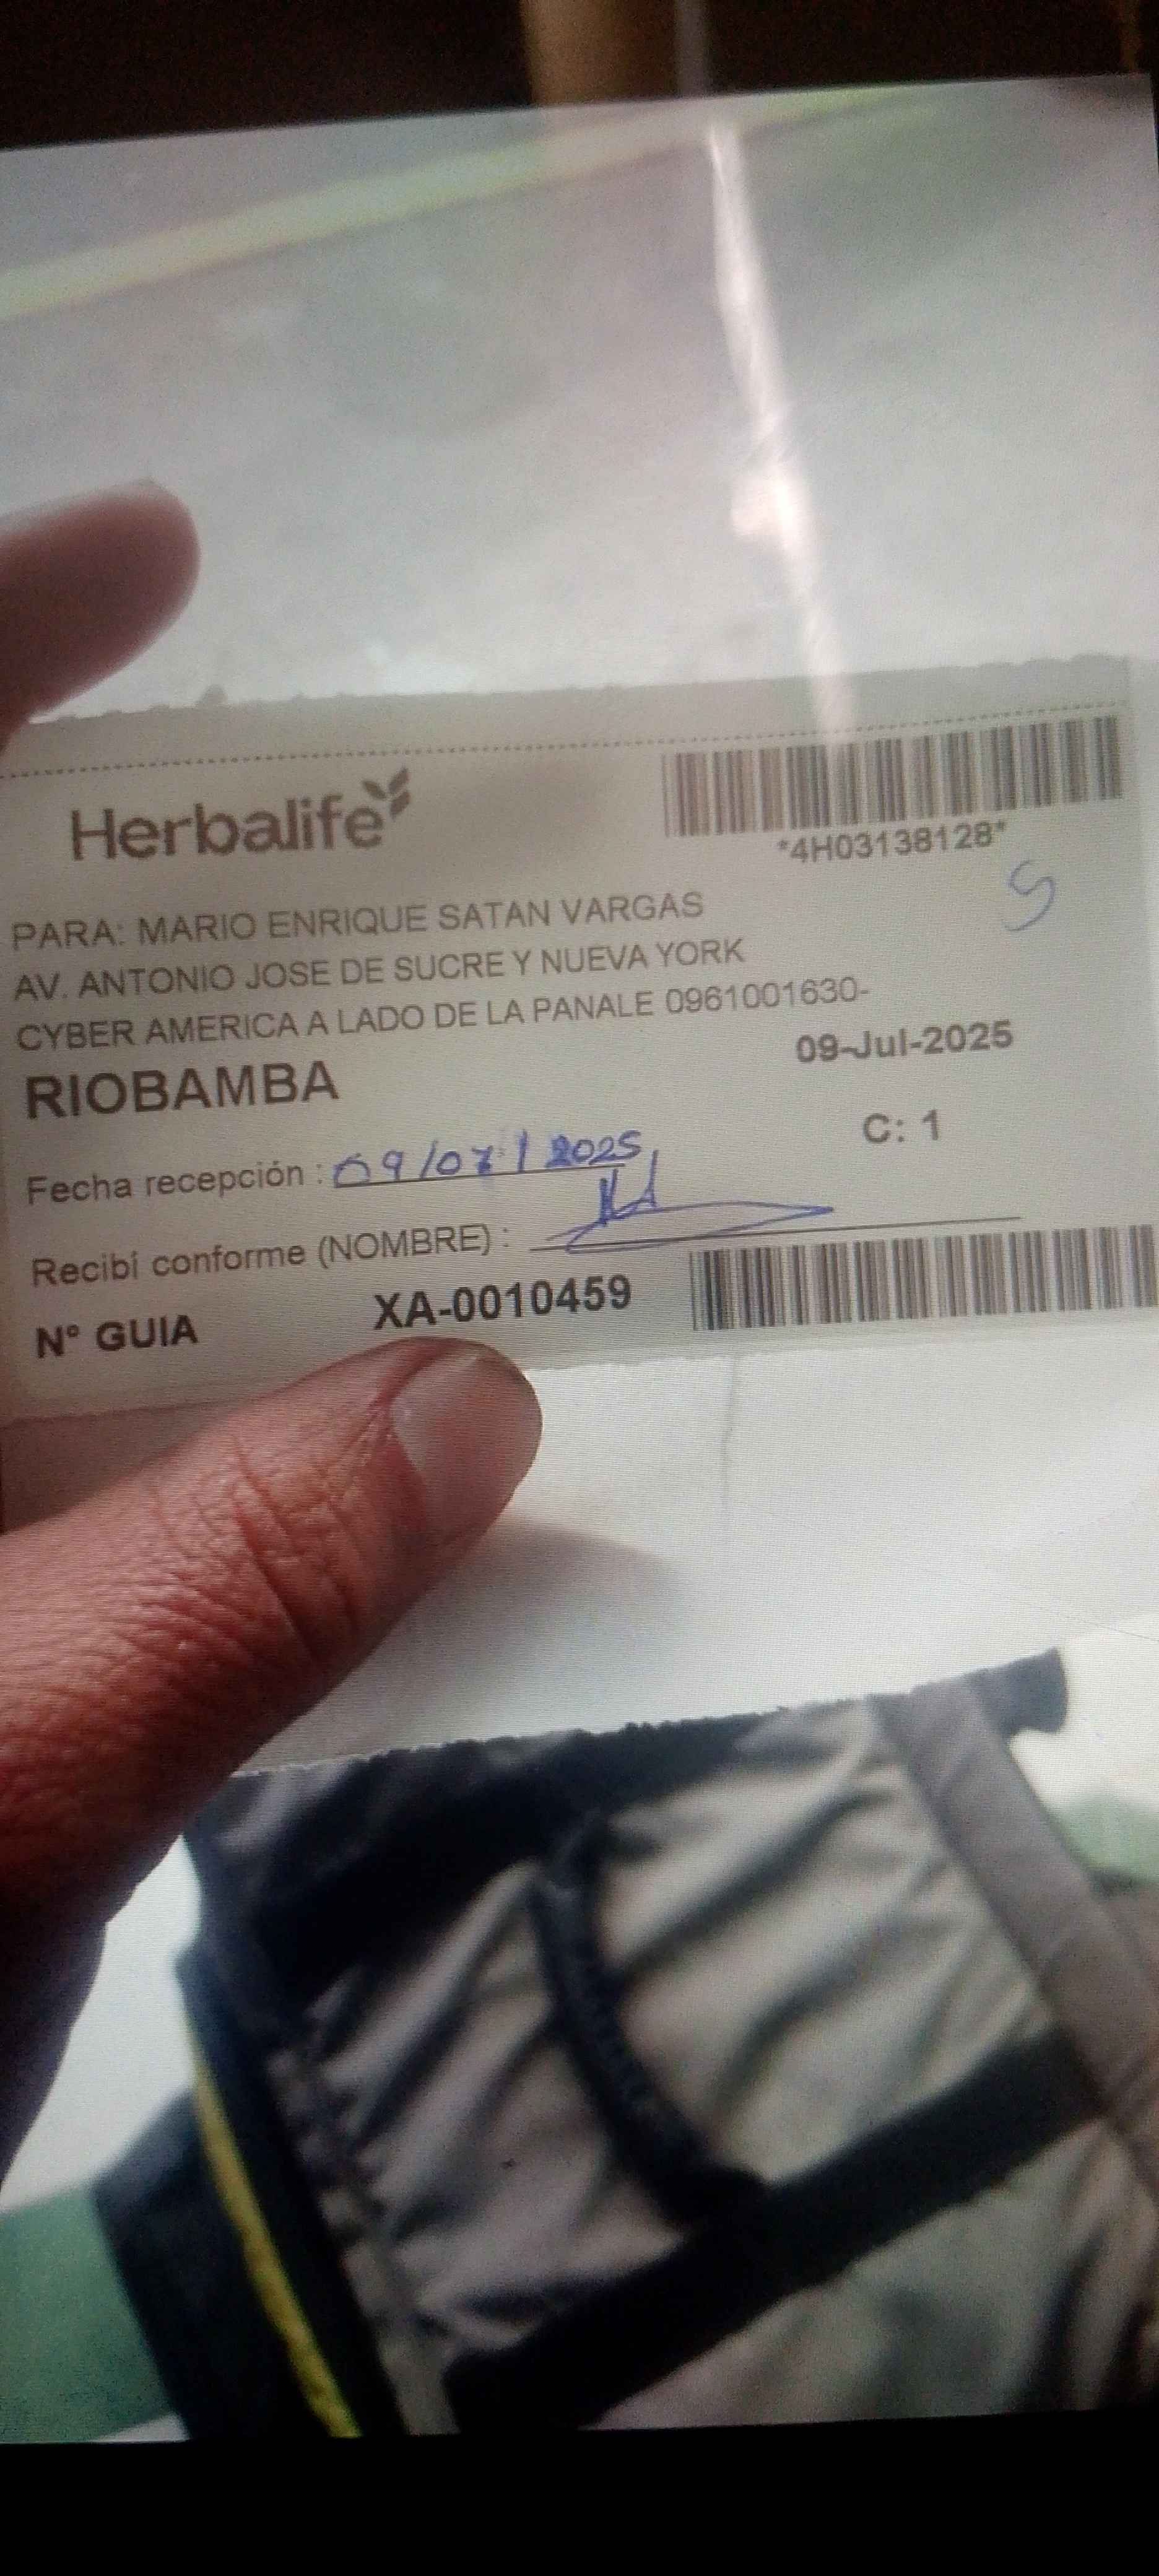 Herbalife
*4H03138128*
S
PARA: MARIO ENRIQUE SATAN VARGAS
AV. ANTONIO JOSE DE SUCRE Y NUEVA YORK
CYBER AMERICA A LADO DE LA PANALE 0961001630-
RIOBAMBA
09-Jul-2025
C: 1
Fecha recepción : 09/07/2025
Recibí conforme (NOMBRE) :
N° GUIA XA-0010459